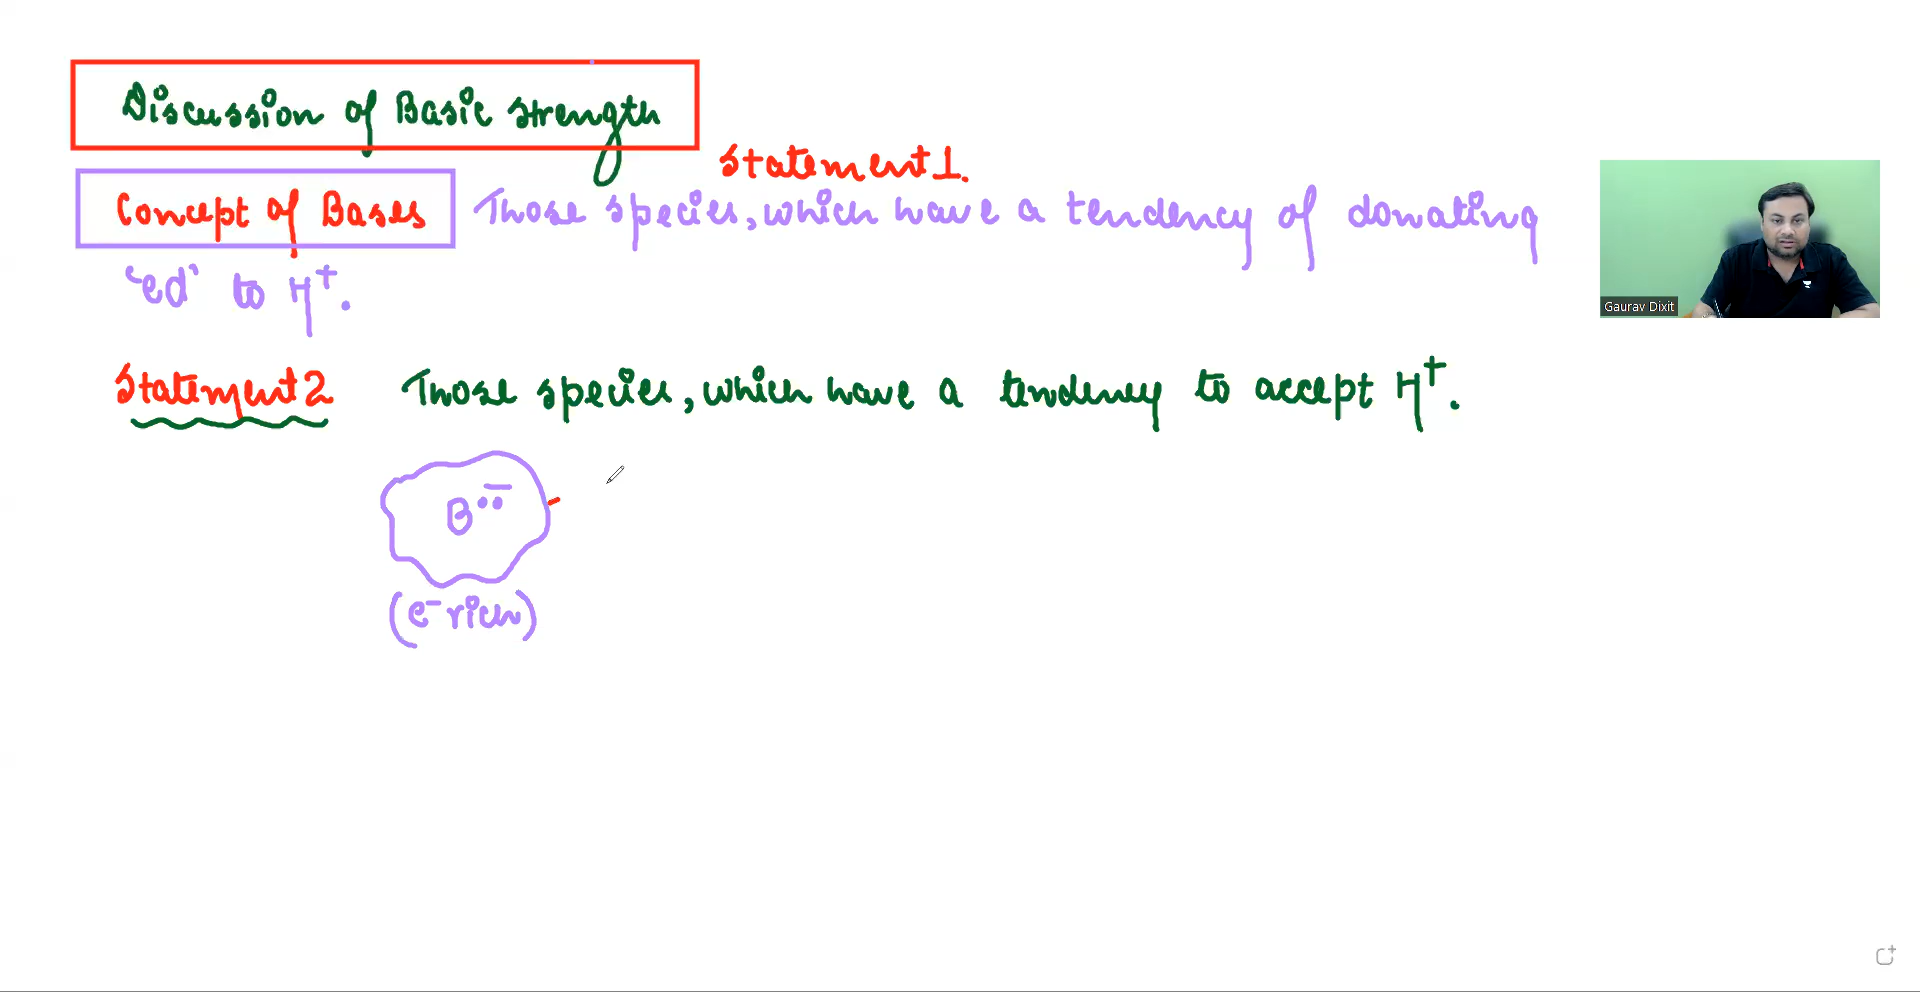 Discussion of Basic strength
Statement 1.
Concept of Bases Those species, which have a tendency of donating
'ed' to H⁺.
Gaurav Dixit
Statement 2 Those species, which have a tendency to accept H⁺.
B:⁻
(e⁻ rich)